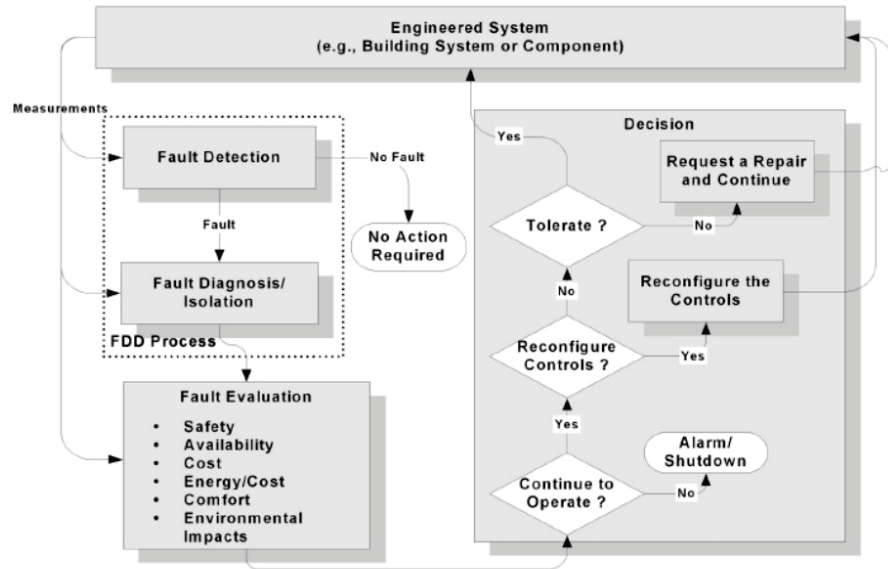 Engineered System
(e.g., Building System or Component)
Measurements
Fault Detection
No Fault
Fault
No Action
Required
Fault Diagnosis/
Isolation
FDD Process
Fault Evaluation
• Safety
• Availability
• Cost
• Energy/Cost
• Comfort
• Environmental
Impacts
Decision
Yes
Request a Repair
and Continue
Tolerate ?
No
No
Reconfigure the
Controls
Reconfigure
Controls ?
Yes
Yes
Alarm/
Shutdown
Continue to
Operate ?
No